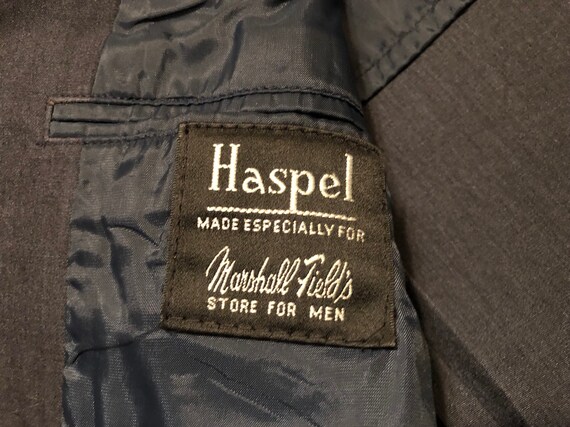 Haspel
MADE ESPECIALLY FOR
Marshall Field's
STORE FOR MEN